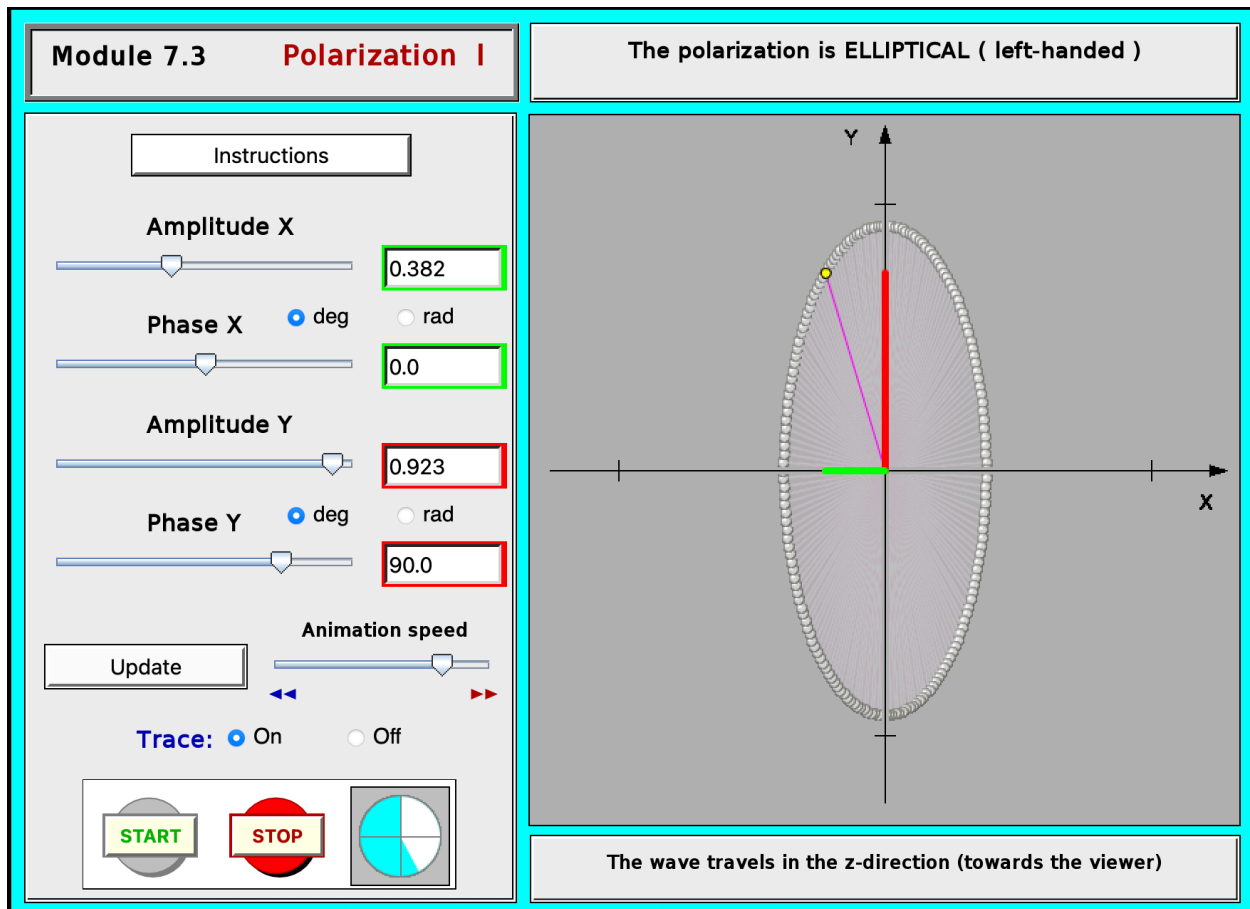 Module 7.3 Polarization I
The polarization is ELLIPTICAL ( left-handed )
Instructions
Amplitude X
0.382
Phase X deg rad
0.0
Amplitude Y
0.923
Phase Y deg rad
90.0
Animation speed
Update
◄◄ ►►
Trace: On Off
START STOP
Y
X
The wave travels in the z-direction (towards the viewer)